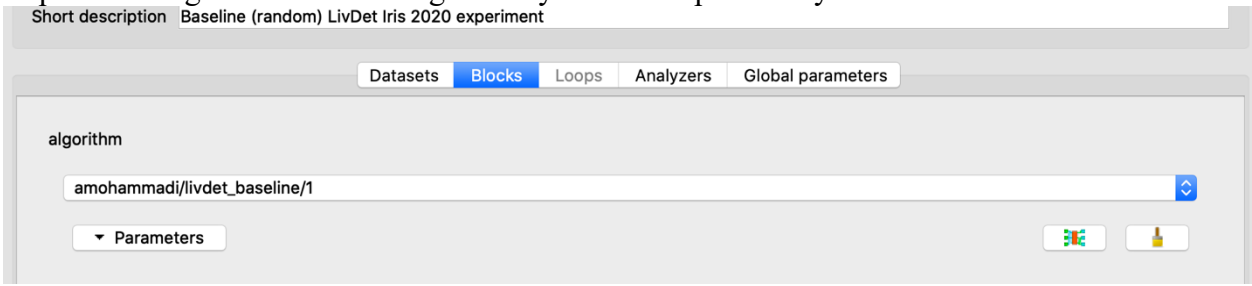 Short description Baseline (random) LivDet Iris 2020 experiment
Datasets Blocks Loops Analyzers Global parameters
algorithm
amohammadi/livdet_baseline/1
Parameters